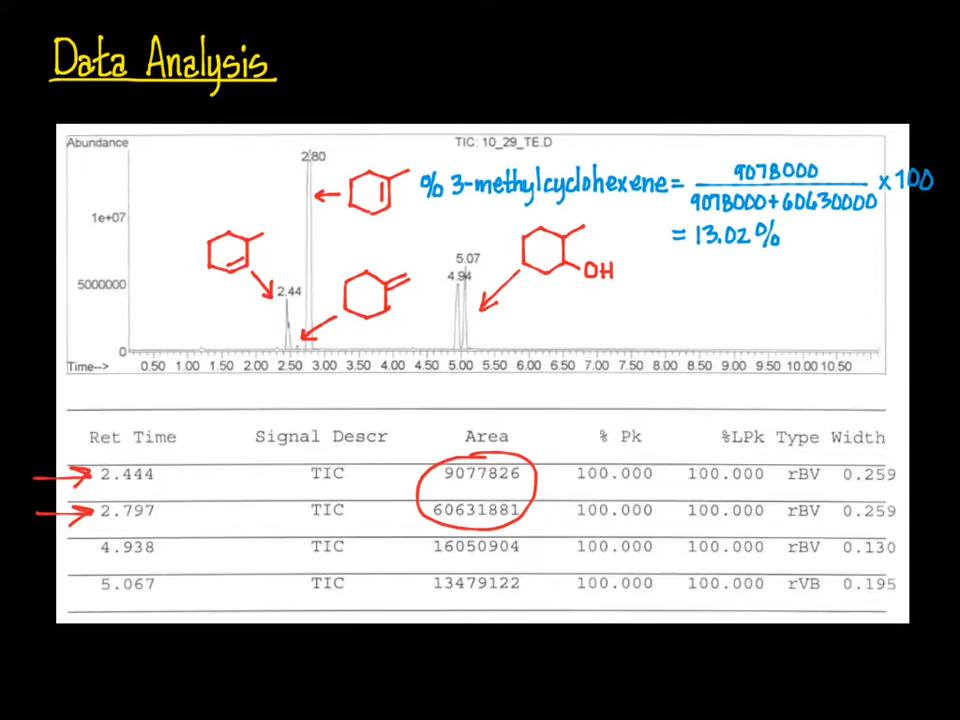 Data Analysis
Abundance
TIC: 10_29_TE.D
2.80
% 3-methylcyclohexene = 9078000 / 9078000+60630000 × 100
= 13.02 %
1e+07
OH
5.07
4.94
5000000
2.44
0
Time--> 0.50 1.00 1.50 2.00 2.50 3.00 3.50 4.00 4.50 5.00 5.50 6.00 6.50 7.00 7.50 8.00 8.50 9.00 9.50 10.00 10.50
Ret Time Signal Descr Area % Pk %LPk Type Width
2.444 TIC 9077826 100.000 100.000 rBV 0.259
2.797 TIC 60631881 100.000 100.000 rBV 0.259
4.938 TIC 16050904 100.000 100.000 rBV 0.130
5.067 TIC 13479122 100.000 100.000 rVB 0.195